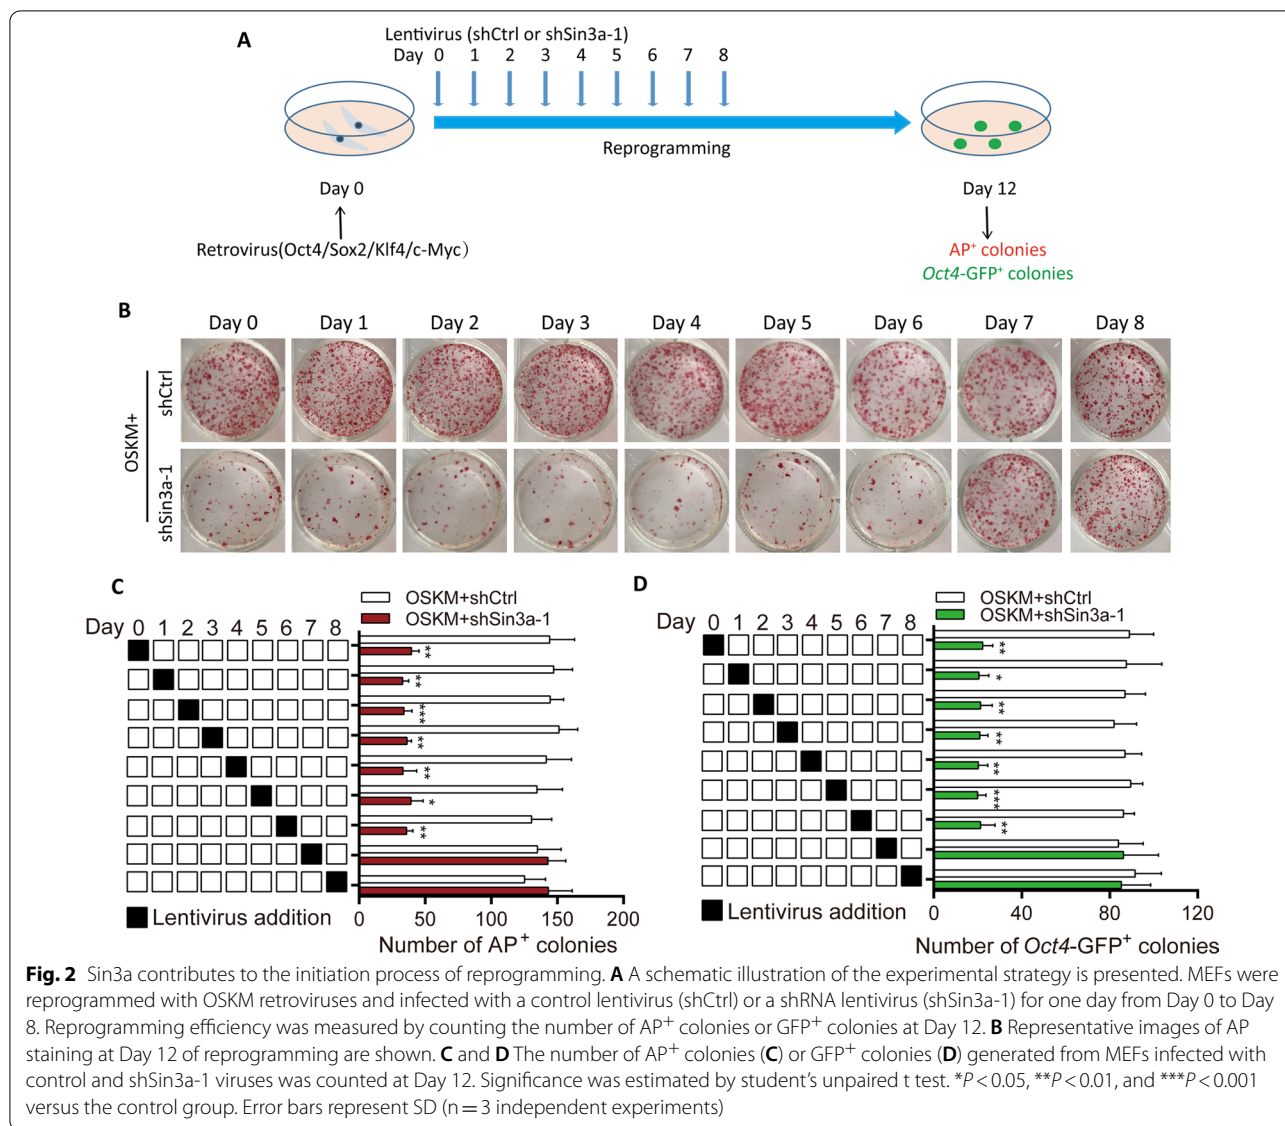 A
Lentivirus (shCtrl or shSin3a-1)
Day 0 1 2 3 4 5 6 7 8
Reprogramming
Day 0
Day 12
Retrovirus(Oct4/Sox2/Klf4/c-Myc)
AP⁺ colonies
Oct4-GFP⁺ colonies
B
Day 0 Day 1 Day 2 Day 3 Day 4 Day 5 Day 6 Day 7 Day 8
OSKM+
shCtrl
shSin3a-1
C
OSKM+shCtrl
OSKM+shSin3a-1
Day 0 1 2 3 4 5 6 7 8
**
**
***
**
**
*
**
0 50 100 150 200
Lentivirus addition
Number of AP⁺ colonies
D
OSKM+shCtrl
OSKM+shSin3a-1
Day 0 1 2 3 4 5 6 7 8
**
*
**
**
**
***
**
0 40 80 120
Lentivirus addition
Number of Oct4-GFP⁺ colonies
Fig. 2 Sin3a contributes to the initiation process of reprogramming. A A schematic illustration of the experimental strategy is presented. MEFs were
reprogrammed with OSKM retroviruses and infected with a control lentivirus (shCtrl) or a shRNA lentivirus (shSin3a-1) for one day from Day 0 to Day
8. Reprogramming efficiency was measured by counting the number of AP⁺ colonies or GFP⁺ colonies at Day 12. B Representative images of AP
staining at Day 12 of reprogramming are shown. C and D The number of AP⁺ colonies (C) or GFP⁺ colonies (D) generated from MEFs infected with
control and shSin3a-1 viruses was counted at Day 12. Significance was estimated by student's unpaired t test. *P < 0.05, **P < 0.01, and ***P < 0.001
versus the control group. Error bars represent SD (n = 3 independent experiments)